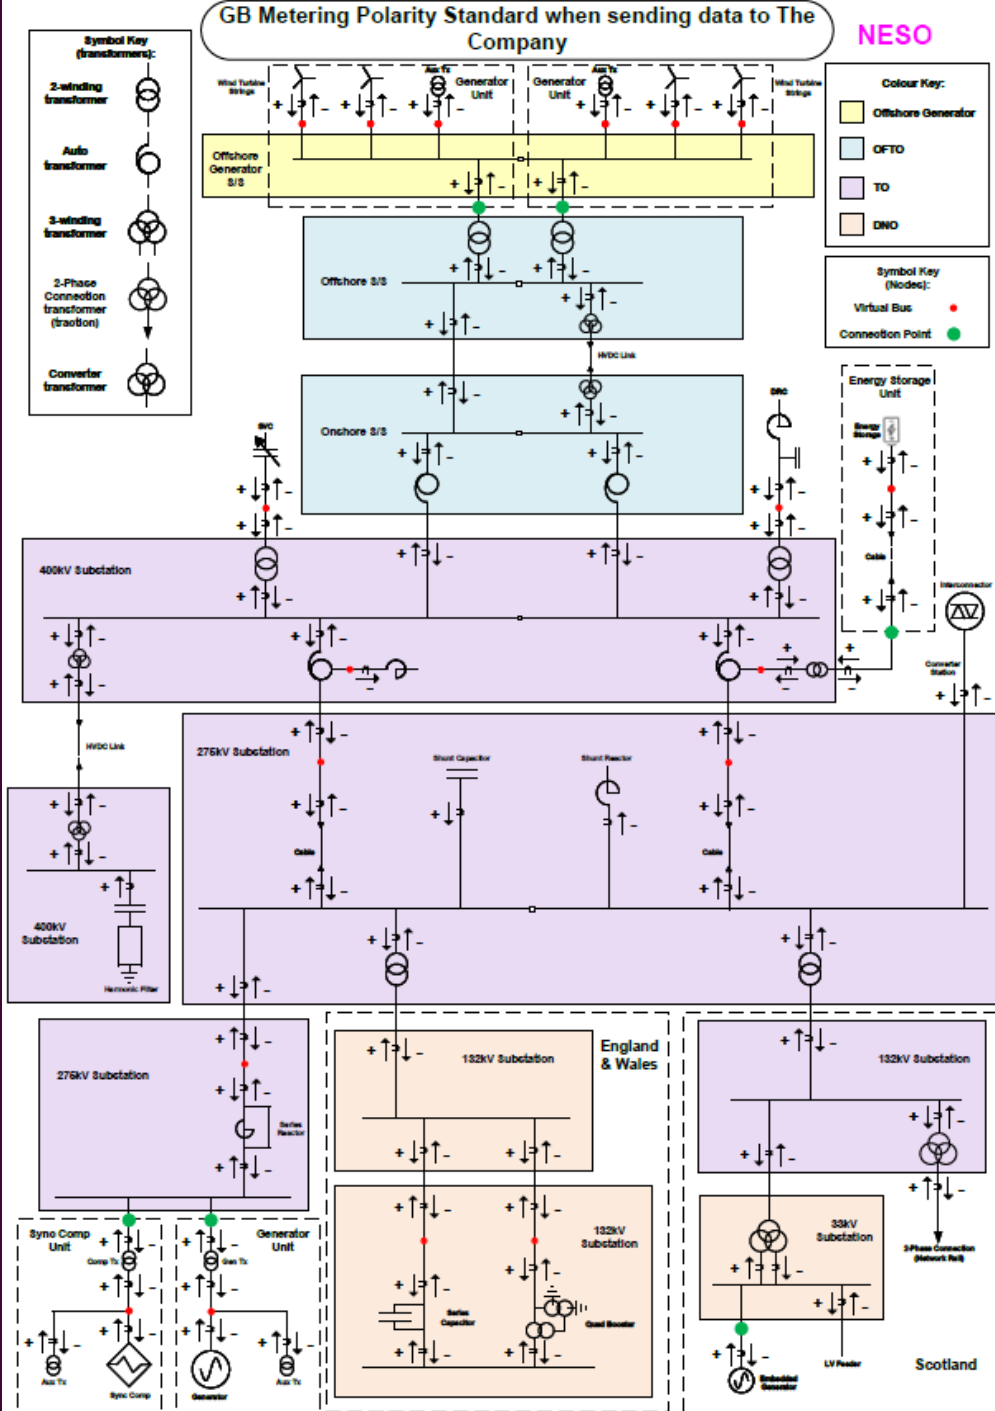 GB Metering Polarity Standard when sending data to The
Company
NESO
Symbol Key
(transformers):
2-winding
transformer
Auto
transformer
3-winding
transformer
2-Phase
Connection
transformer
(traction)
Converter
transformer
Colour Key:
Offshore Generator
OFTO
TO
DNO
Symbol Key
(Nodes):
Virtual Bus
Connection Point
Wind Turbine
Strings
Aux Tx
Generator
Unit
Generator
Unit
Aux Tx
Wind Turbine
Strings
Offshore
Generator
S/S
Offshore S/S
HVDC Link
Onshore S/S
SVC
DRC
Energy Storage
Unit
Energy
Storage
Cable
Interconnector
Converter
Station
400kV Substation
HVDC Link
275kV Substation
Shunt Capacitor
Shunt Reactor
Cable
Cable
400kV
Substation
Harmonic Filter
275kV Substation
Series
Reactor
England
& Wales
132kV Substation
132kV
Substation
Series
Capacitor
Quad Booster
132kV Substation
33kV
Substation
2-Phase Connection
(Network Rail)
LV Feeder
Embedded
Generator
Scotland
Sync Comp
Unit
Comp Tx
Aux Tx
Sync Comp
Generator
Unit
Gen Tx
Generator
Aux Tx